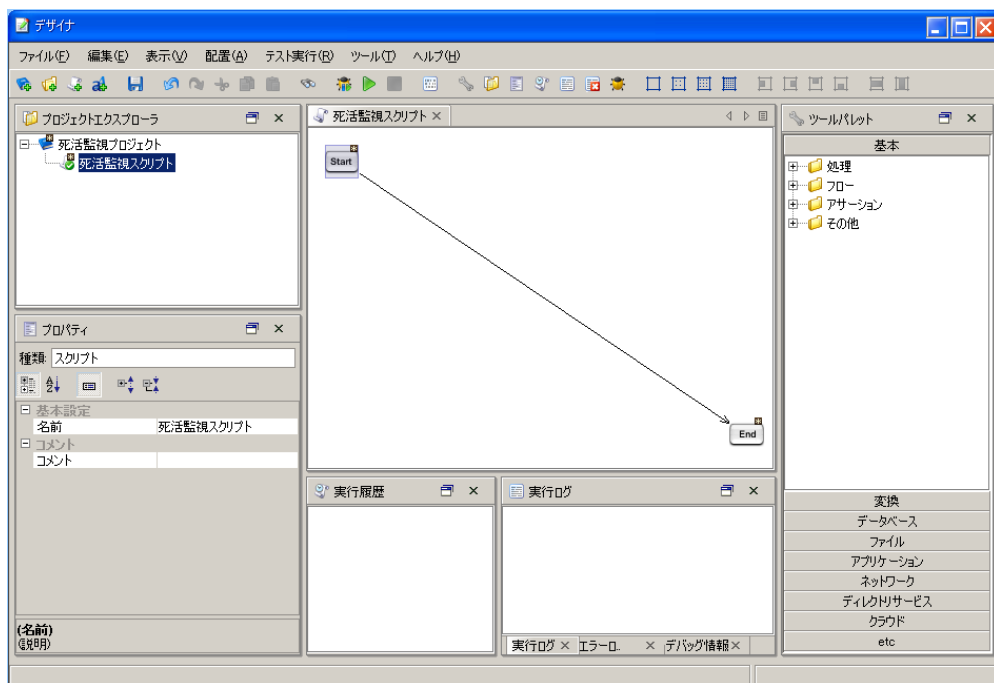 デザイナ
ファイル(F) 編集(E) 表示(V) 配置(A) テスト実行(R) ツール(T) ヘルプ(H)
プロジェクトエクスプローラ
死活監視プロジェクト
死活監視スクリプト
死活監視スクリプト
Start
End
ツールパレット
基本
処理
フロー
アサーション
その他
変換
データベース
ファイル
アプリケーション
ネットワーク
ディレクトリサービス
クラウド
etc
プロパティ
種類: スクリプト
基本設定
名前 死活監視スクリプト
コメント
コメント
(名前)
(説明)
実行履歴
実行ログ
実行ログ エラーロ.. デバッグ情報